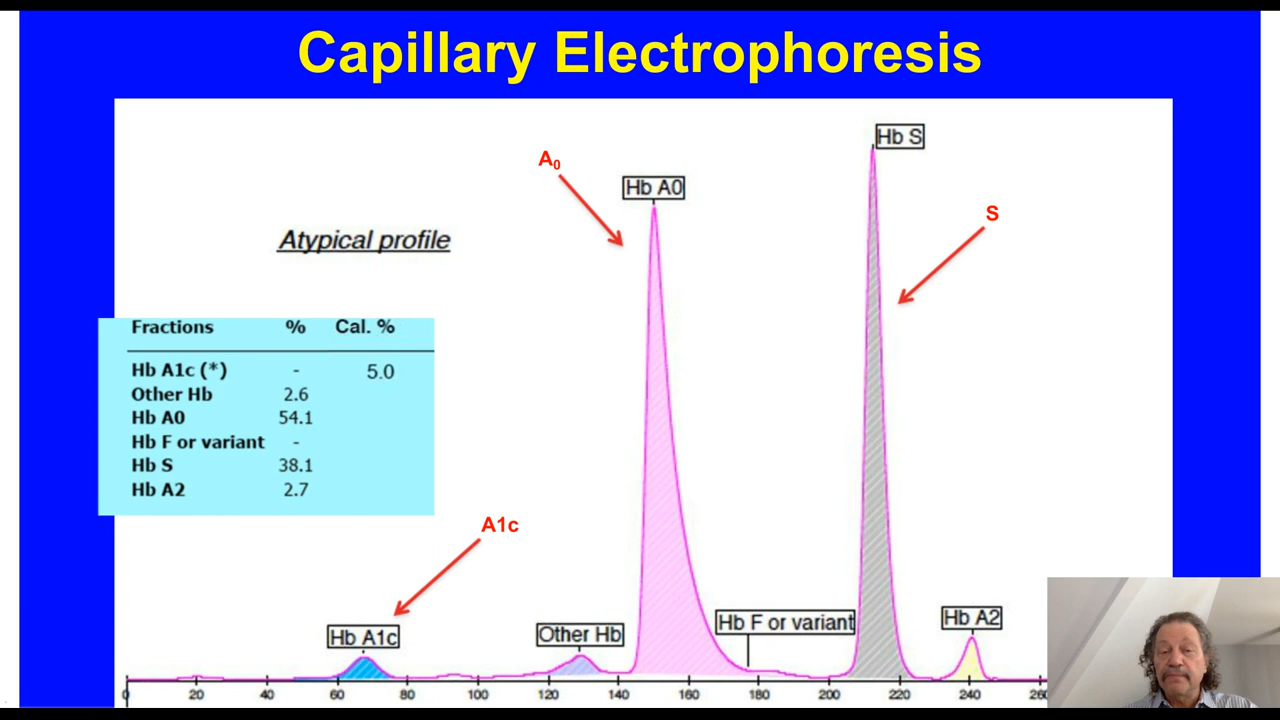 Capillary Electrophoresis
Hb S
A₀
Hb A0
S
Atypical profile
Fractions % Cal. %
Hb A1c (*) - 5.0
Other Hb 2.6
Hb A0 54.1
Hb F or variant -
Hb S 38.1
Hb A2 2.7
A1c
Hb A1c
Other Hb
Hb F or variant
Hb A2
0 20 40 60 80 100 120 140 160 180 200 220 240